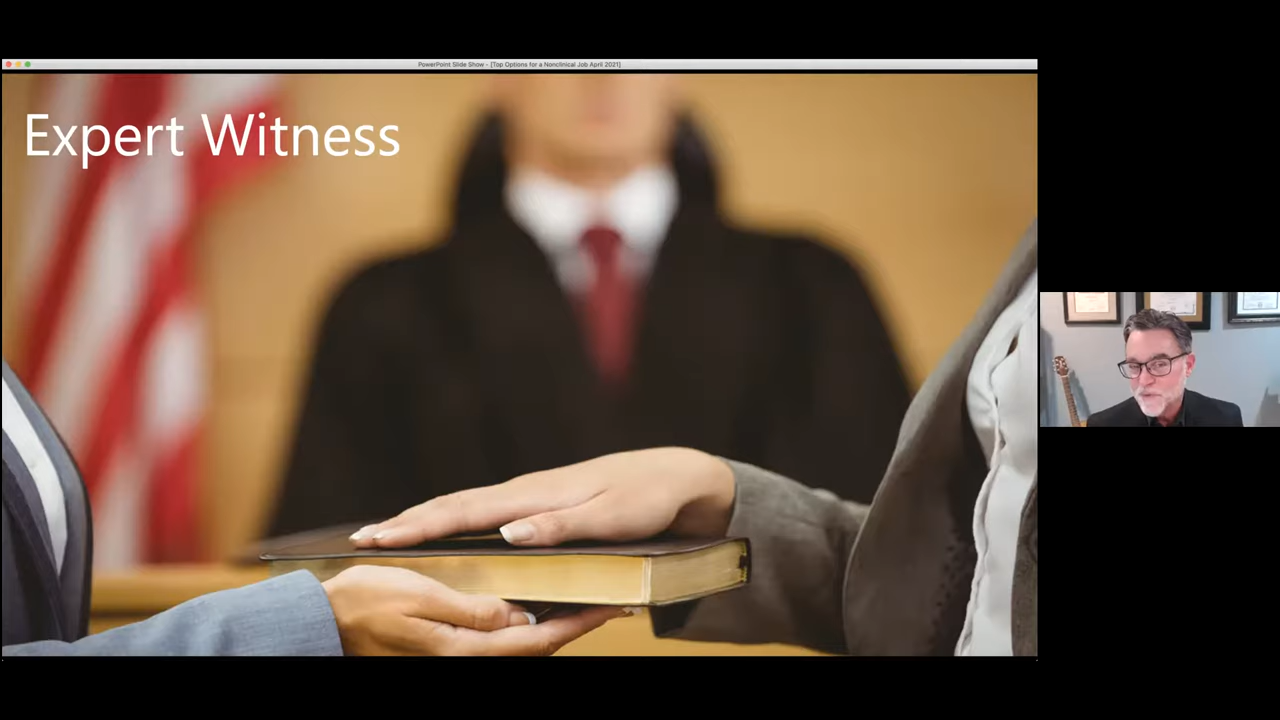 PowerPoint Slide Show - [Top Options for a Nonclinical Job April 2021]
Expert Witness